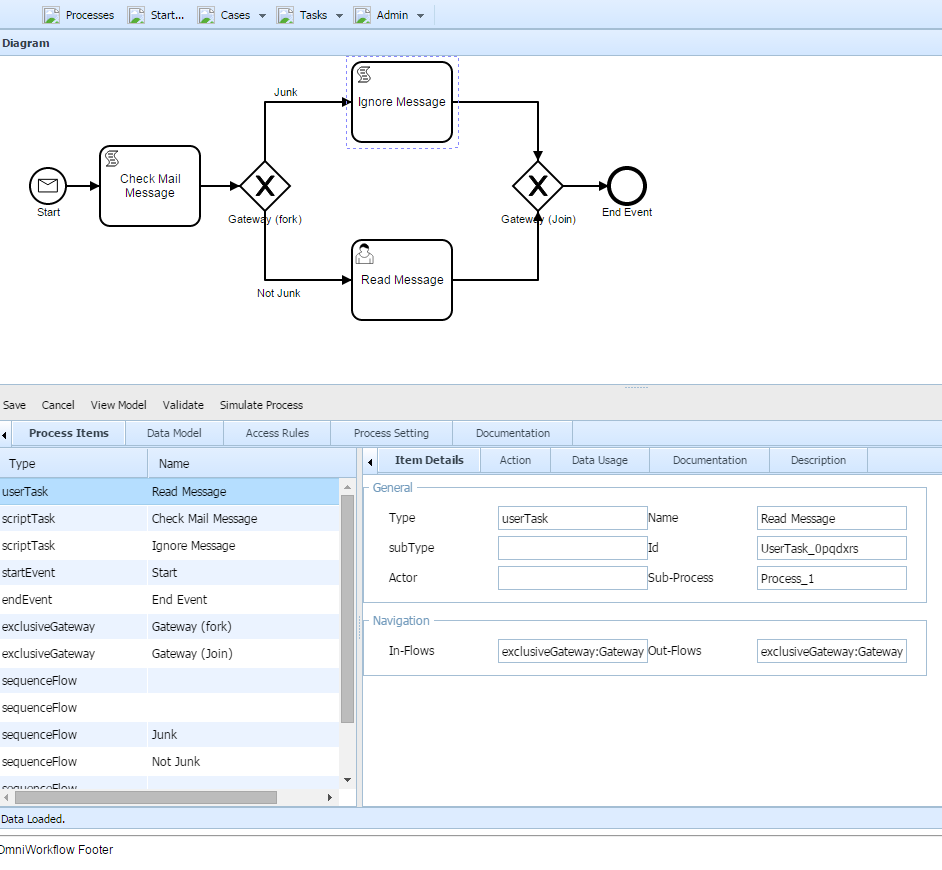 Processes Start... Cases Tasks Admin
Diagram
Junk
Ignore Message
Check Mail
Message
Start
Gateway (fork)
Gateway (Join)
End Event
Read Message
Not Junk
Save Cancel View Model Validate Simulate Process
Process Items Data Model Access Rules Process Setting Documentation
Type Name
userTask Read Message
scriptTask Check Mail Message
scriptTask Ignore Message
startEvent Start
endEvent End Event
exclusiveGateway Gateway (fork)
exclusiveGateway Gateway (Join)
sequenceFlow
sequenceFlow
sequenceFlow Junk
sequenceFlow Not Junk
sequenceFlow
Item Details Action Data Usage Documentation Description
General
Type userTask Name Read Message
subType Id UserTask_0pqdxrs
Actor Sub-Process Process_1
Navigation
In-Flows exclusiveGateway:Gateway Out-Flows exclusiveGateway:Gateway
Data Loaded.
OmniWorkflow Footer